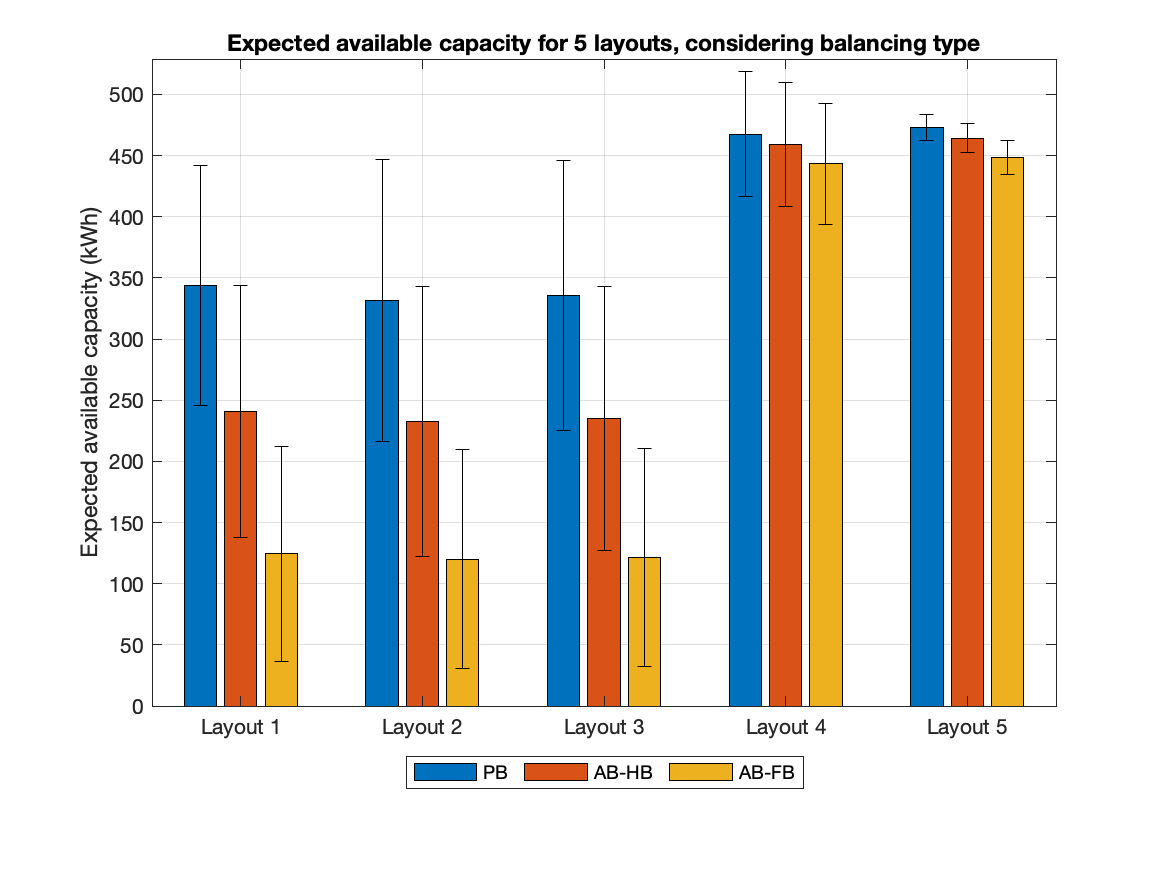 Expected available capacity for 5 layouts, considering balancing type
Expected available capacity (kWh)
500
450
400
350
300
250
200
150
100
50
0
Layout 1 Layout 2 Layout 3 Layout 4 Layout 5
PB AB-HB AB-FB